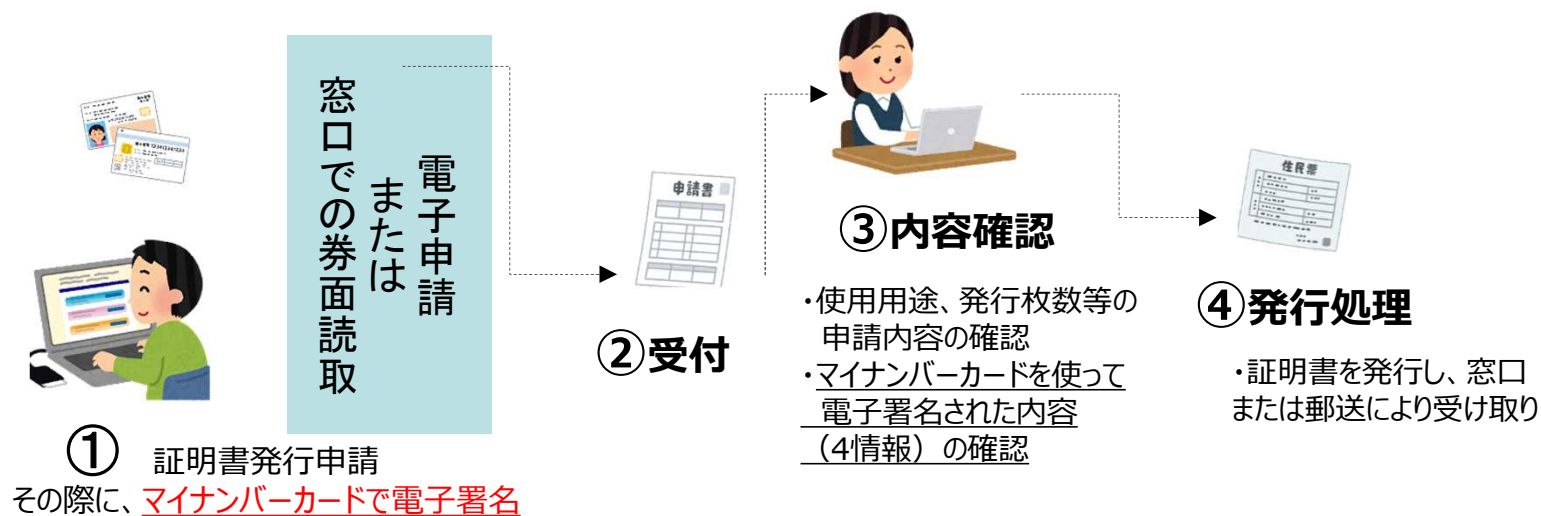 電子申請
または
窓口での券面読取
①　証明書発行申請
その際に、マイナンバーカードで電子署名
申請書
②受付
③内容確認
・使用用途、発行枚数等の
申請内容の確認
・マイナンバーカードを使って
電子署名された内容
（4情報）の確認
住民票
④発行処理
・証明書を発行し、窓口
または郵送により受け取り